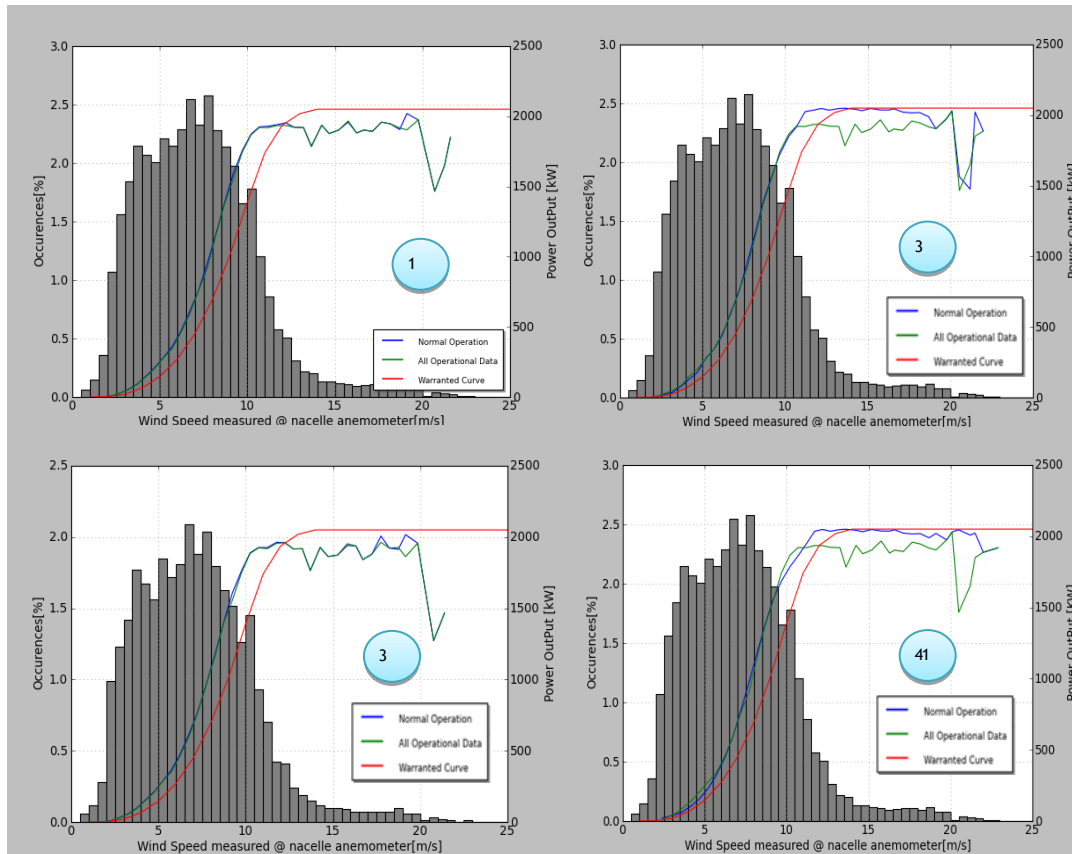 3.0
2.5
2.0
1.5
1.0
0.5
0.0
Occurences[%]
2500
2000
1500
1000
500
0
Power OutPut [kW]
1
Normal Operation
All Operational Data
Warranted Curve
0 5 10 15 20 25
Wind Speed measured @ nacelle anemometer[m/s]
3.0
2.5
2.0
1.5
1.0
0.5
0.0
Occurences[%]
2500
2000
1500
1000
500
0
Power OutPut [kW]
3
Normal Operation
All Operational Data
Warranted Curve
0 5 10 15 20 25
Wind Speed measured @ nacelle anemometer[m/s]
2.5
2.0
1.5
1.0
0.5
0.0
Occurences[%]
2500
2000
1500
1000
500
0
Power OutPut [kW]
3
Normal Operation
All Operational Data
Warranted Curve
0 5 10 15 20 25
Wind Speed measured @ nacelle anemometer[m/s]
3.0
2.5
2.0
1.5
1.0
0.5
0.0
Occurences[%]
2500
2000
1500
1000
500
0
Power OutPut [kW]
41
Normal Operation
All Operational Data
Warranted Curve
0 5 10 15 20 25
Wind Speed measured @ nacelle anemometer[m/s]